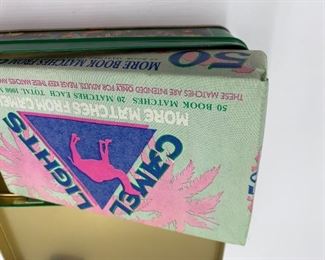 50 MORE BOOK MATCHES FROM
THESE MATCHES ARE INTENDED FOR ADULTS. PLEASE KEEP THESE MATCHES AWAY
50 BOOK MATCHES 20 MATCHES EACH TOTAL 1000
MORE MATCHES FROM CAMEL
CAMEL
LIGHTS